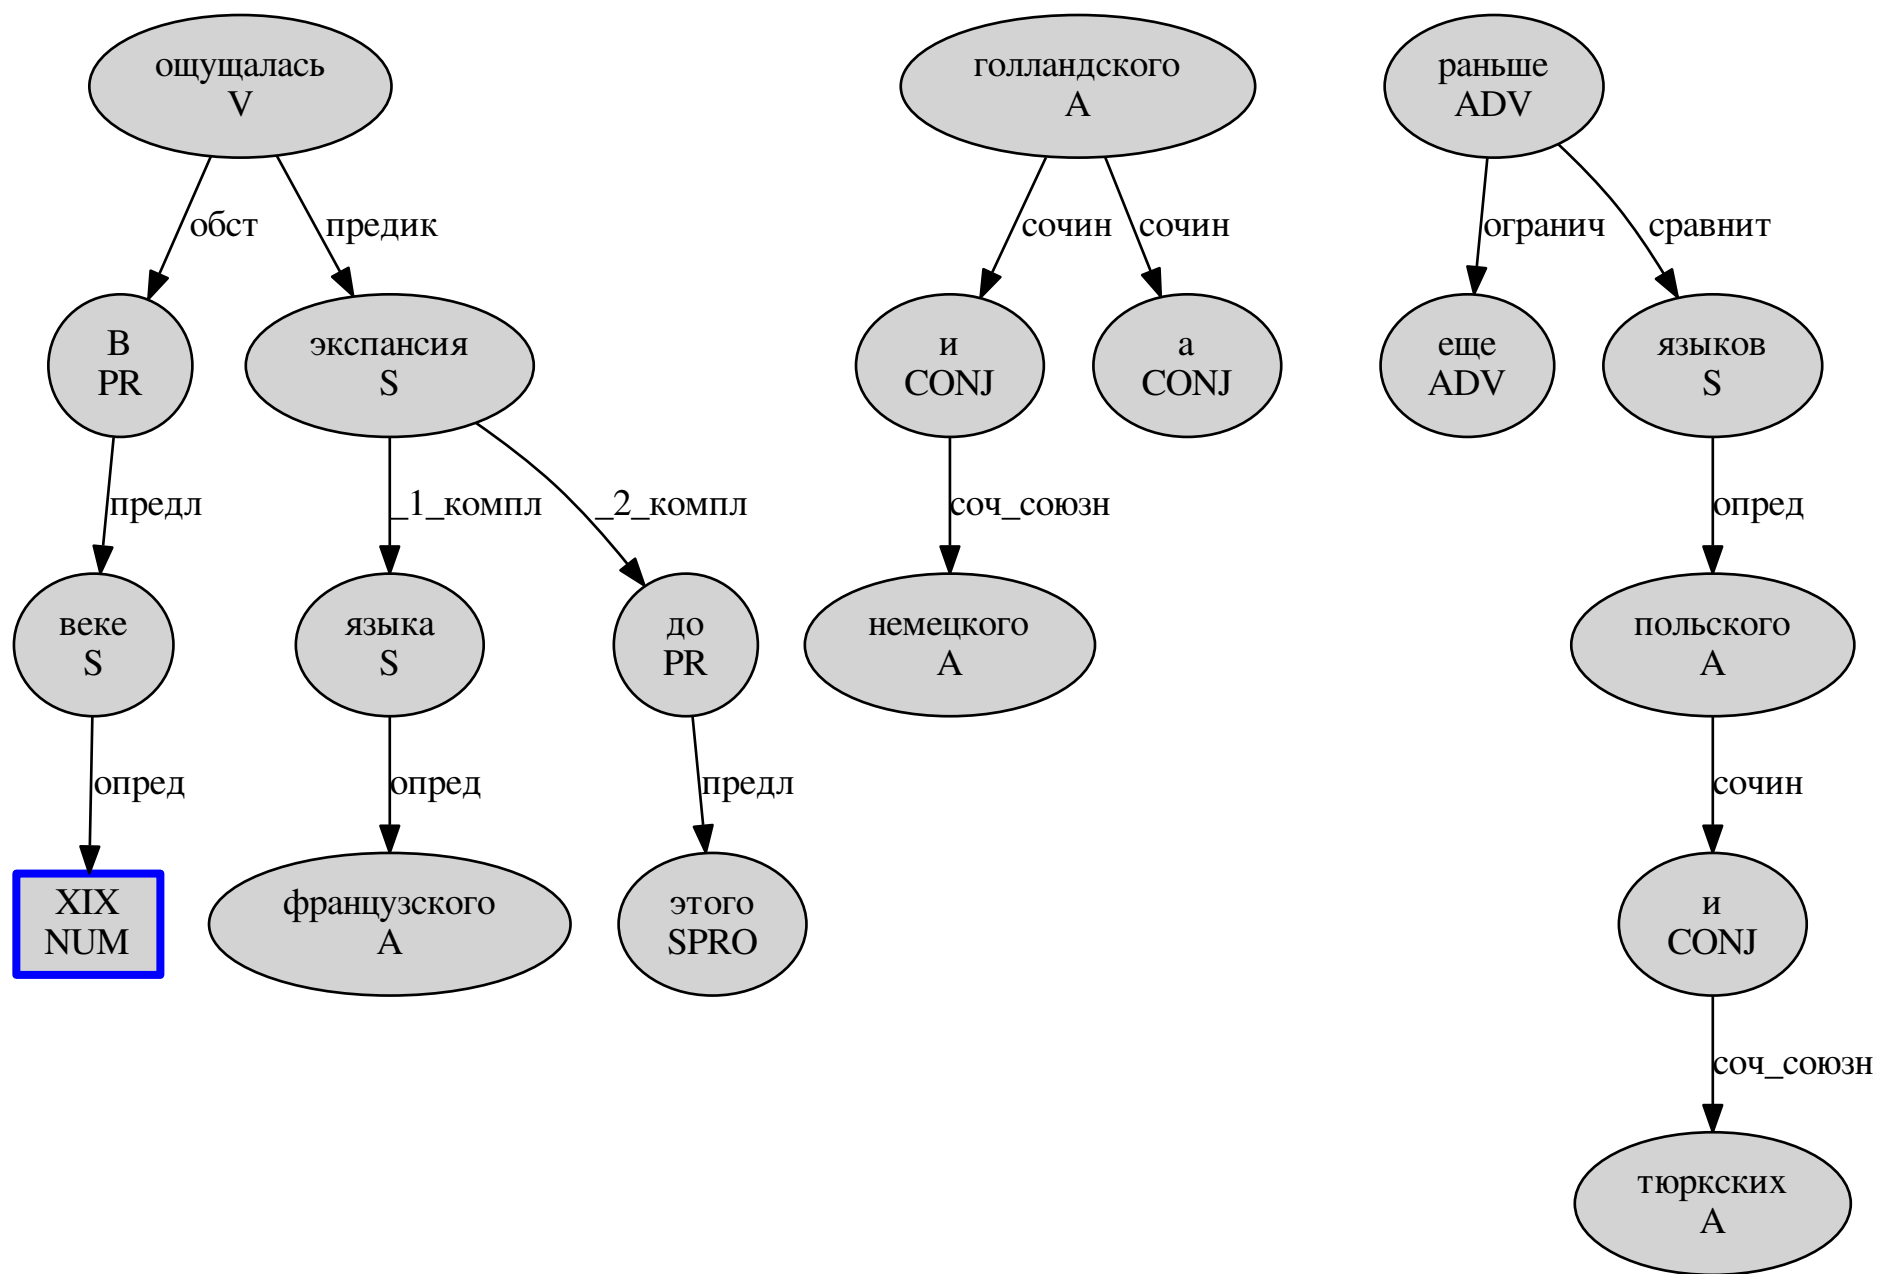 ощущалась
V
голландского
A
раньше
ADV
обст
предик
сочин
сочин
огранич
сравнит
В
PR
экспансия
S
и
CONJ
а
CONJ
еще
ADV
языков
S
предл
_1_компл
_2_компл
соч_союзн
опред
веке
S
языка
S
до
PR
немецкого
A
польского
A
опред
опред
предл
сочин
XIX
NUM
французского
A
этого
SPRO
и
CONJ
соч_союзн
тюркских
A